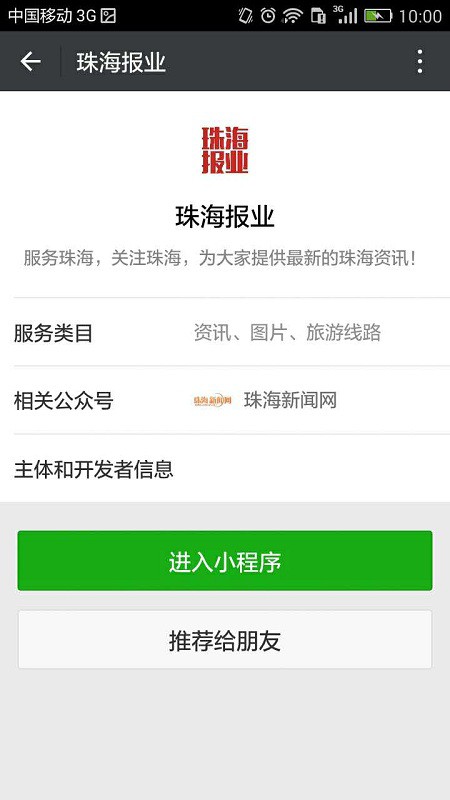 中国移动 3G 3G 10:00
珠海报业
珠海
报业
珠海报业
服务珠海，关注珠海，为大家提供最新的珠海资讯！
服务类目 资讯、图片、旅游线路
相关公众号 珠海新闻网 珠海新闻网
主体和开发者信息
进入小程序
推荐给朋友